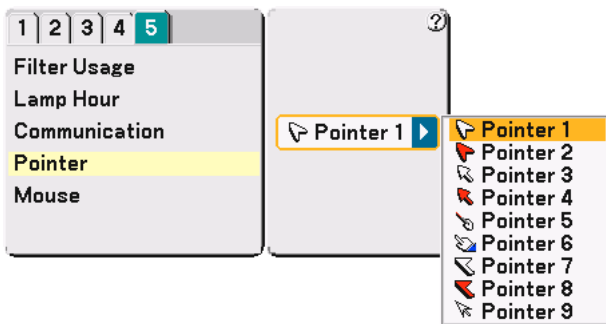 1 2 3 4 5
Filter Usage
Lamp Hour
Communication
Pointer
Mouse
?
Pointer 1
Pointer 1
Pointer 2
Pointer 3
Pointer 4
Pointer 5
Pointer 6
Pointer 7
Pointer 8
Pointer 9